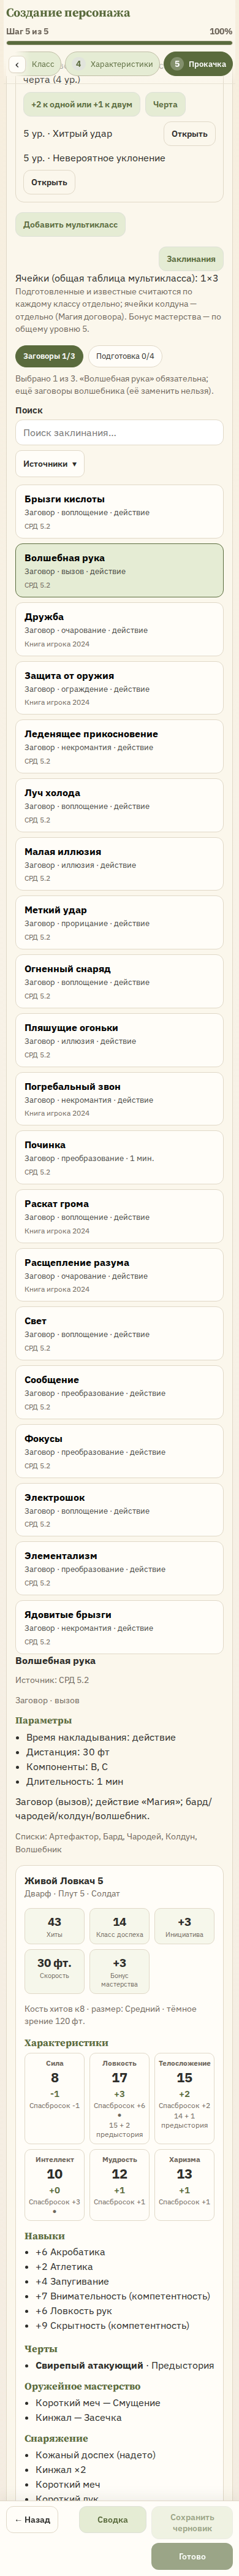 Создание персонажа
Шаг 5 из 5
100%
‹
Класс
4
Характеристики
5
Прокачка
черта (4 ур.)
+2 к одной или +1 к двум
Черта
5 ур. · Хитрый удар
Открыть
5 ур. · Невероятное уклонение
Открыть
Добавить мультикласс
Заклинания
Ячейки (общая таблица мультикласса): 1×3
Подготовленные и известные считаются по
каждому классу отдельно; ячейки колдуна —
отдельно (Магия договора). Бонус мастерства — по
общему уровню 5.
Заговоры 1/3
Подготовка 0/4
Выбрано 1 из 3. «Волшебная рука» обязательна;
ещё заговоры волшебника (её заменить нельзя).
Поиск
Поиск заклинания…
Источники ▾
Брызги кислоты
Заговор · воплощение · действие
СРД 5.2
Волшебная рука
Заговор · вызов · действие
СРД 5.2
Дружба
Заговор · очарование · действие
Книга игрока 2024
Защита от оружия
Заговор · ограждение · действие
Книга игрока 2024
Леденящее прикосновение
Заговор · некромантия · действие
СРД 5.2
Луч холода
Заговор · воплощение · действие
СРД 5.2
Малая иллюзия
Заговор · иллюзия · действие
СРД 5.2
Меткий удар
Заговор · прорицание · действие
СРД 5.2
Огненный снаряд
Заговор · воплощение · действие
СРД 5.2
Пляшущие огоньки
Заговор · иллюзия · действие
СРД 5.2
Погребальный звон
Заговор · некромантия · действие
Книга игрока 2024
Починка
Заговор · преобразование · 1 мин.
СРД 5.2
Раскат грома
Заговор · воплощение · действие
Книга игрока 2024
Расщепление разума
Заговор · очарование · действие
Книга игрока 2024
Свет
Заговор · воплощение · действие
СРД 5.2
Сообщение
Заговор · преобразование · действие
СРД 5.2
Фокусы
Заговор · преобразование · действие
СРД 5.2
Электрошок
Заговор · воплощение · действие
СРД 5.2
Элементализм
Заговор · преобразование · действие
СРД 5.2
Ядовитые брызги
Заговор · некромантия · действие
СРД 5.2
Волшебная рука
Источник: СРД 5.2
Заговор · вызов
Параметры
• Время накладывания: действие
• Дистанция: 30 фт
• Компоненты: В, С
• Длительность: 1 мин
Заговор (вызов); действие «Магия»; бард/
чародей/колдун/волшебник.
Списки: Артефактор, Бард, Чародей, Колдун,
Волшебник
Живой Ловкач 5
Дварф · Плут 5 · Солдат
43
Хиты
14
Класс доспеха
+3
Инициатива
30 фт.
Скорость
+3
Бонус
мастерства
Кость хитов к8 · размер: Средний · тёмное
зрение 120 фт.
Характеристики
Сила
8
-1
Спасбросок -1
Ловкость
17
+3
Спасбросок +6
●
15 + 2
предыстория
Телосложение
15
+2
Спасбросок +2
14 + 1
предыстория
Интеллект
10
+0
Спасбросок +3
●
Мудрость
12
+1
Спасбросок +1
Харизма
13
+1
Спасбросок +1
Навыки
• +6 Акробатика
• +2 Атлетика
• +4 Запугивание
• +7 Внимательность (компетентность)
• +6 Ловкость рук
• +9 Скрытность (компетентность)
Черты
• Свирепый атакующий · Предыстория
Оружейное мастерство
• Короткий меч — Смущение
• Кинжал — Засечка
Снаряжение
• Кожаный доспех (надето)
• Кинжал ×2
• Короткий меч
• Короткий лук
← Назад
Сводка
Сохранить
черновик
Готово